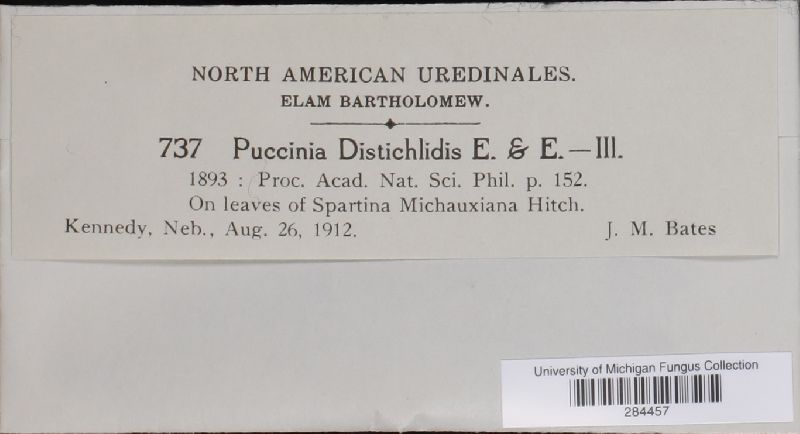 NORTH AMERICAN UREDINALES.
ELAM BARTHOLOMEW.
737 Puccinia Distichlidis E. & E.—III.
1893 : Proc. Acad. Nat. Sci. Phil. p. 152.
On leaves of Spartina Michauxiana Hitch.
Kennedy, Neb., Aug. 26, 1912. J. M. Bates
University of Michigan Fungus Collection
284457